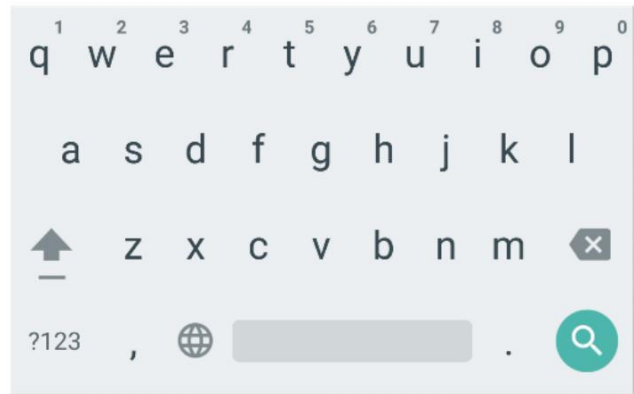 1 2 3 4 5 6 7 8 9 0
q w e r t y u i o p
a s d f g h j k l
z x c v b n m
?123 , .